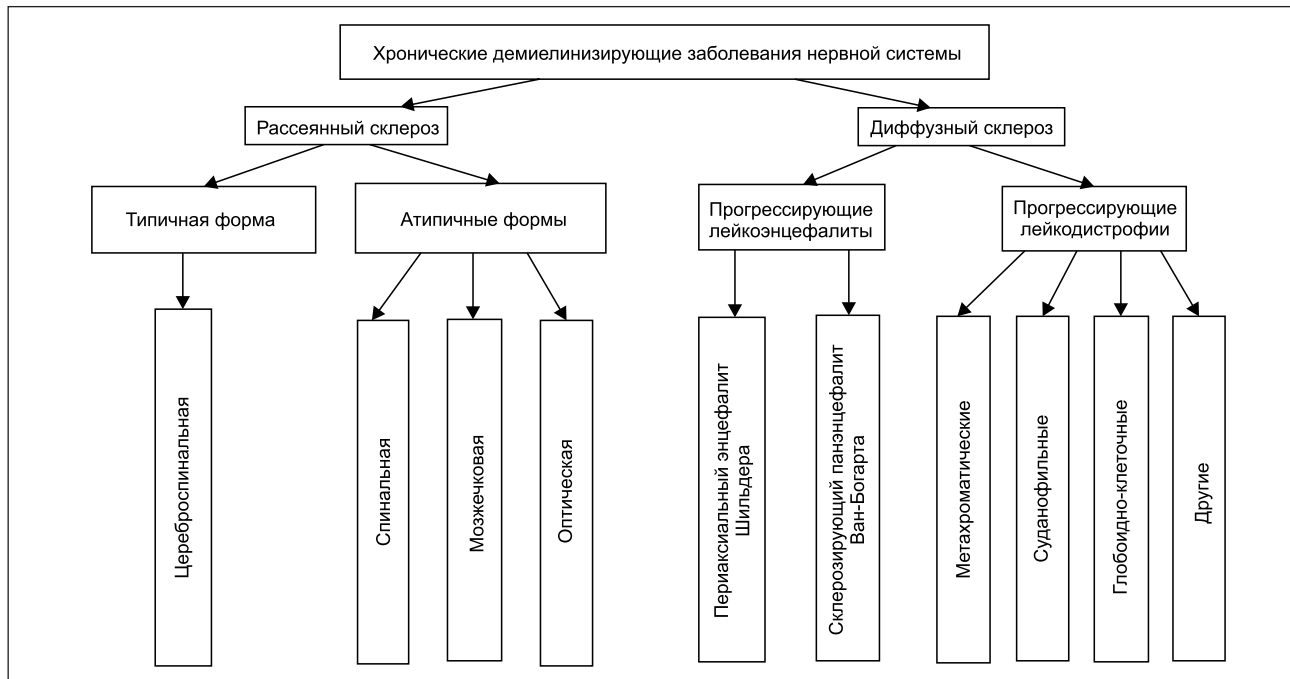 Хронические демиелинизирующие заболевания нервной системы
Рассеянный склероз
Диффузный склероз
Типичная форма
Атипичные формы
Прогрессирующие
лейкоэнцефалиты
Прогрессирующие
лейкодистрофии
Цереброспинальная
Спинальная
Мозжечковая
Оптическая
Периаксиальный энцефалит
Шильдера
Склерозирующий панэнцефалит
Ван-Богарта
Метахроматические
Суданофильные
Глобоидно-клеточные
Другие